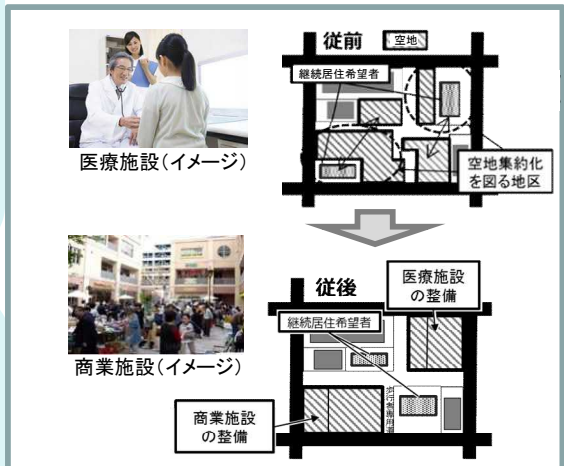 医療施設(イメージ)
従前
空地
継続居住希望者
空地集約化
を図る地区
商業施設(イメージ)
従後
医療施設
の整備
継続居住希望者
歩行者専用道
商業施設
の整備